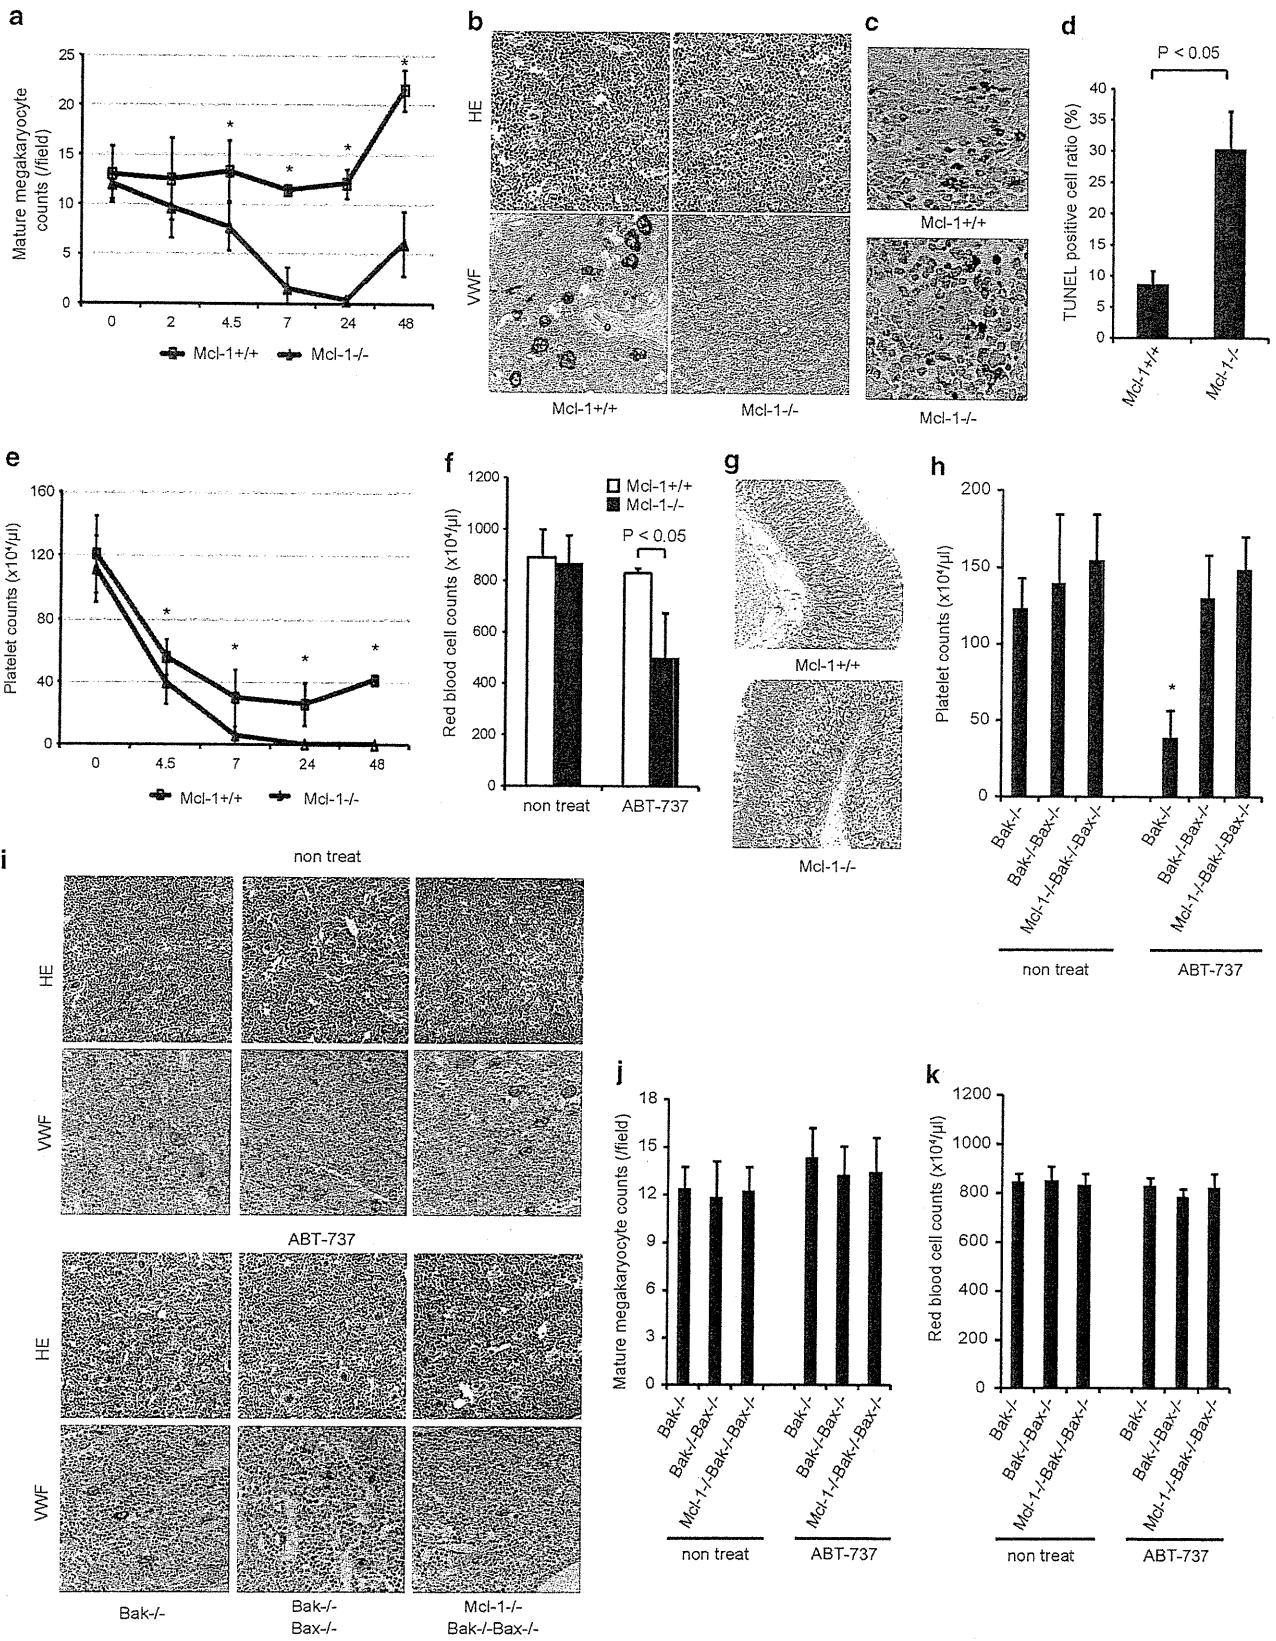 a
Mature megakaryocyte
counts (/field)
25
20
15
10
5
0
0 2 4.5 7 24 48
* * * *
Mcl-1+/+ Mcl-1-/-
b
HE
VWF
Mcl-1+/+ Mcl-1-/-
c
Mcl-1+/+
Mcl-1-/-
d
P < 0.05
TUNEL positive cell ratio (%)
40
35
30
25
20
15
10
5
0
Mcl-1+/+ Mcl-1-/-
e
Platelet counts (x10⁴/µl)
160
120
80
40
0
0 4.5 7 24 48
* * * *
Mcl-1+/+ Mcl-1-/-
f
Red blood cell counts (x10⁴/µl)
1200
1000
800
600
400
200
0
Mcl-1+/+
Mcl-1-/-
P < 0.05
non treat ABT-737
g
Mcl-1+/+
Mcl-1-/-
h
Platelet counts (x10⁴/µl)
200
150
100
50
0
*
Bak-/- Bak-/-Bax-/- Mcl-1-/-Bak-/-Bax-/- Bak-/- Bak-/-Bax-/- Mcl-1-/-Bak-/-Bax-/-
non treat ABT-737
i
non treat
HE
VWF
ABT-737
HE
VWF
Bak-/- Bak-/- Mcl-1-/-
Bax-/- Bak-/-Bax-/-
j
Mature megakaryocyte counts (/field)
18
15
12
9
6
3
0
Bak-/- Bak-/-Bax-/- Mcl-1-/-Bak-/-Bax-/- Bak-/- Bak-/-Bax-/- Mcl-1-/-Bak-/-Bax-/-
non treat ABT-737
k
Red blood cell counts (x10⁴/µl)
1200
1000
800
600
400
200
0
Bak-/- Bak-/-Bax-/- Mcl-1-/-Bak-/-Bax-/- Bak-/- Bak-/-Bax-/- Mcl-1-/-Bak-/-Bax-/-
non treat ABT-737